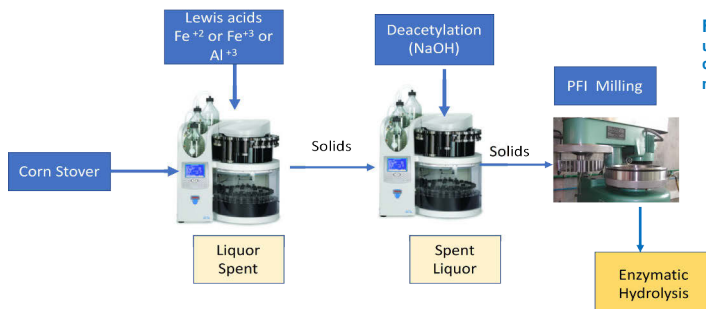 Lewis acids
Fe +2 or Fe+3 or
Al +3
Deacetylation
(NaOH)
PFI Milling
Corn Stover
Solids
Solids
Liquor
Spent
Spent
Liquor
Enzymatic
Hydrolysis